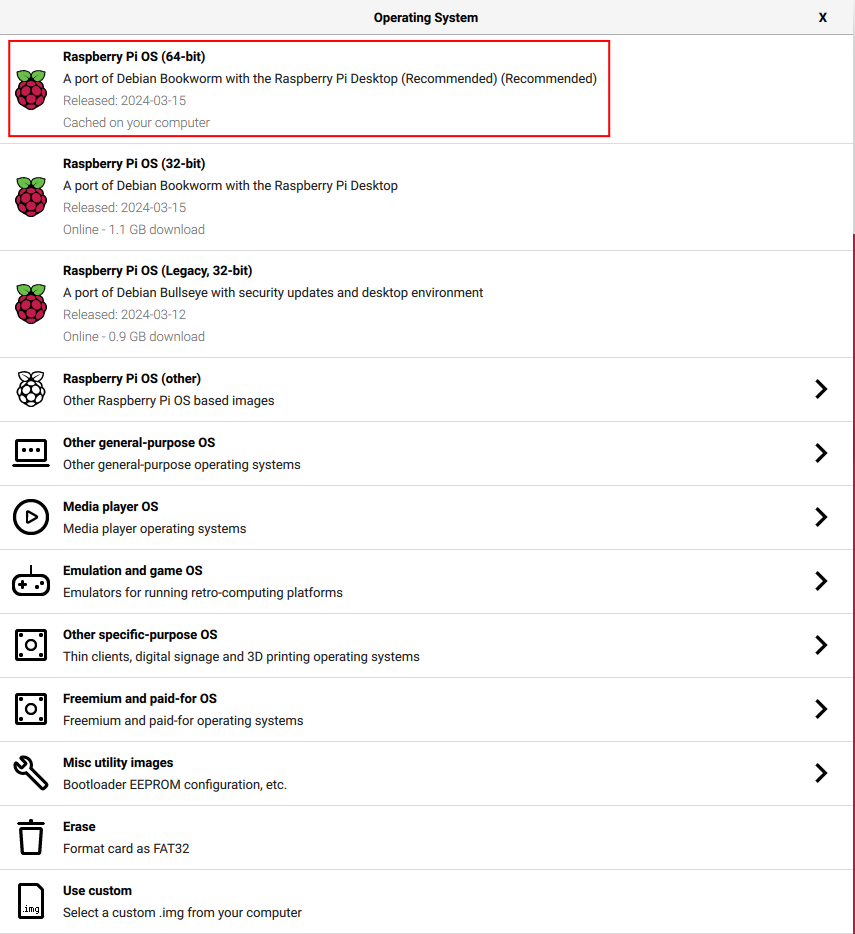 Operating System
X
Raspberry Pi OS (64-bit)
A port of Debian Bookworm with the Raspberry Pi Desktop (Recommended) (Recommended)
Released: 2024-03-15
Cached on your computer
Raspberry Pi OS (32-bit)
A port of Debian Bookworm with the Raspberry Pi Desktop
Released: 2024-03-15
Online - 1.1 GB download
Raspberry Pi OS (Legacy, 32-bit)
A port of Debian Bullseye with security updates and desktop environment
Released: 2024-03-12
Online - 0.9 GB download
Raspberry Pi OS (other)
Other Raspberry Pi OS based images
Other general-purpose OS
Other general-purpose operating systems
Media player OS
Media player operating systems
Emulation and game OS
Emulators for running retro-computing platforms
Other specific-purpose OS
Thin clients, digital signage and 3D printing operating systems
Freemium and paid-for OS
Freemium and paid-for operating systems
Misc utility images
Bootloader EEPROM configuration, etc.
Erase
Format card as FAT32
Use custom
.img
Select a custom .img from your computer